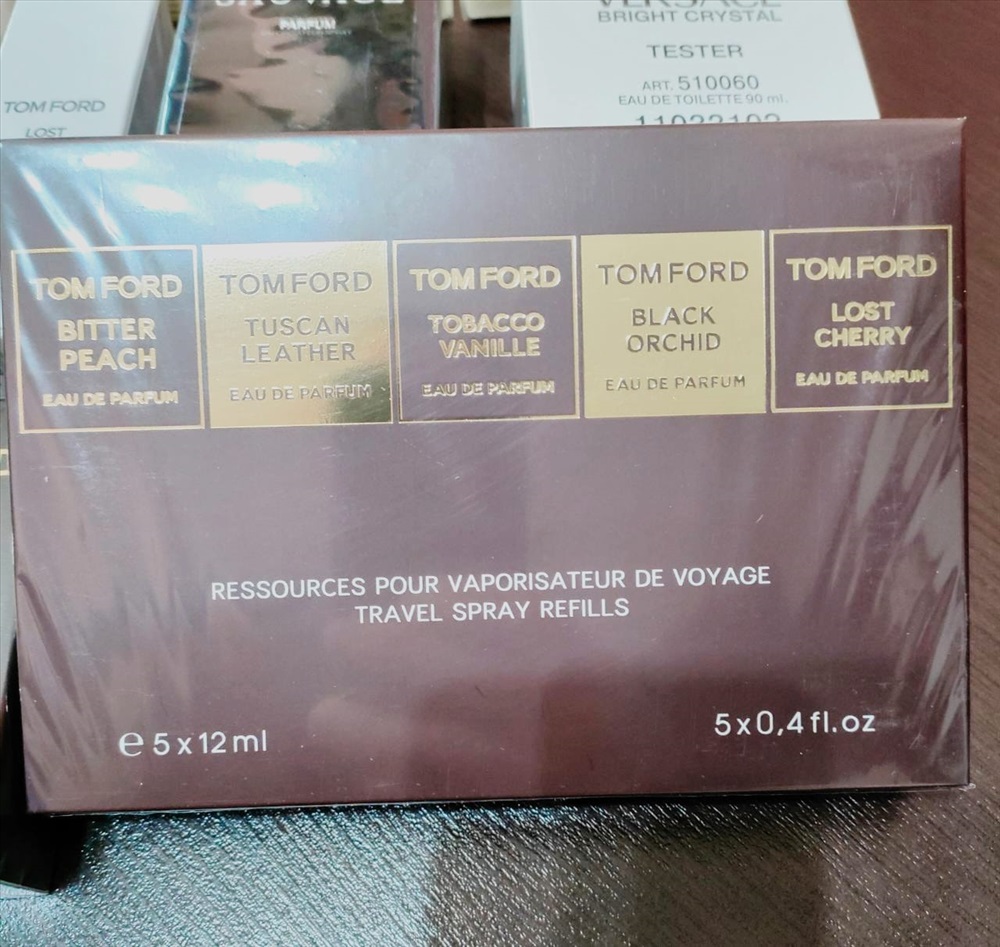 TOM FORD
LOST
SAUVAGE
PARFUM
VERSACE
BRIGHT CRYSTAL
TESTER
ART. 510060
EAU DE TOILETTE 90 ml.
11022102
TOM FORD
BITTER
PEACH
EAU DE PARFUM
TOM FORD
TUSCAN
LEATHER
EAU DE PARFUM
TOM FORD
TOBACCO
VANILLE
EAU DE PARFUM
TOM FORD
BLACK
ORCHID
EAU DE PARFUM
TOM FORD
LOST
CHERRY
EAU DE PARFUM
RESSOURCES POUR VAPORISATEUR DE VOYAGE
TRAVEL SPRAY REFILLS
e 5 x 12 ml
5 x 0,4 fl.oz